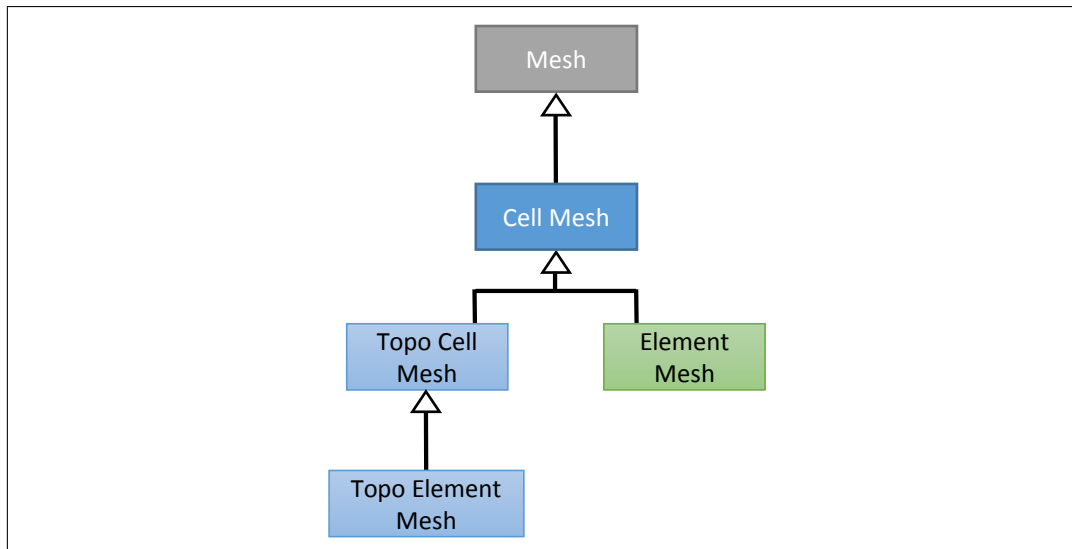 Mesh
Cell Mesh
Topo Cell
Mesh
Element
Mesh
Topo Element
Mesh